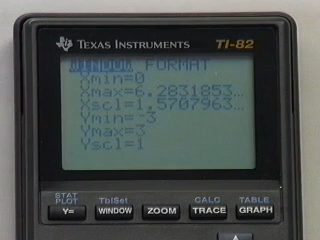 TEXAS INSTRUMENTS TI-82
WINDOW FORMAT
Xmin=0
Xmax=6.2831853…
Xscl=1.5707963…
Ymin=-3
Ymax=3
Yscl=1
STAT PLOT TblSet CALC TABLE
Y= WINDOW ZOOM TRACE GRAPH